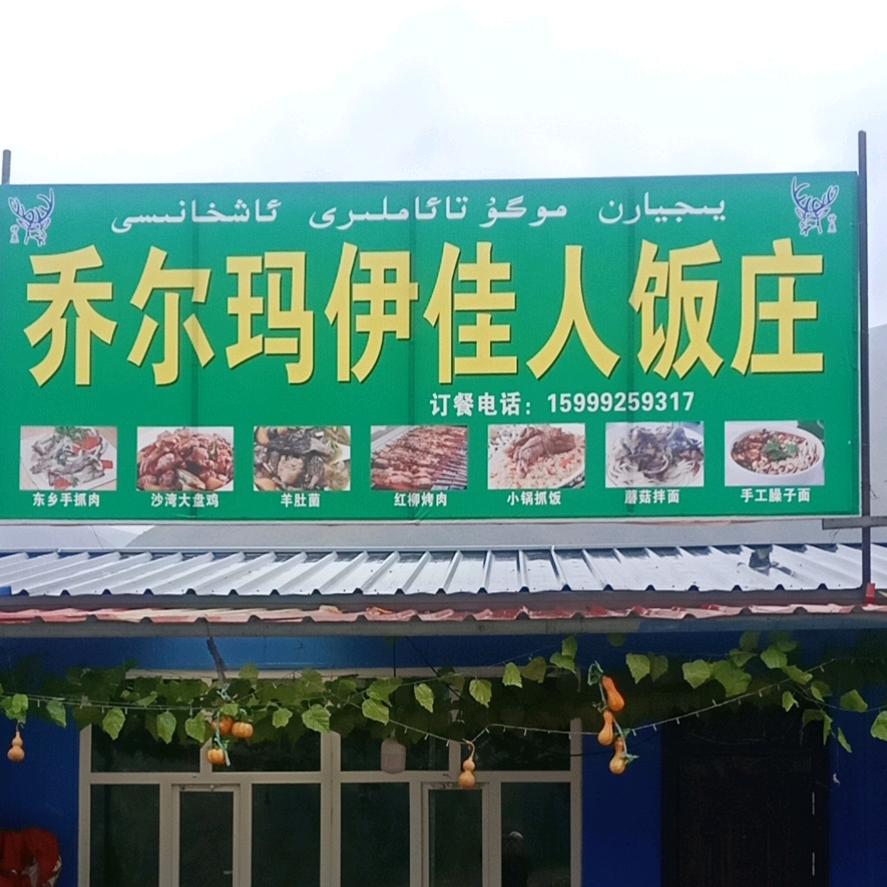 يىجيارن موگۇ تائاملىرى ئاشخانىسى
乔尔玛伊佳人饭庄
订餐电话：15999259317
东乡手抓肉 沙湾大盘鸡 羊肚菌 红柳烤肉 小锅抓饭 蘑菇拌面 手工臊子面